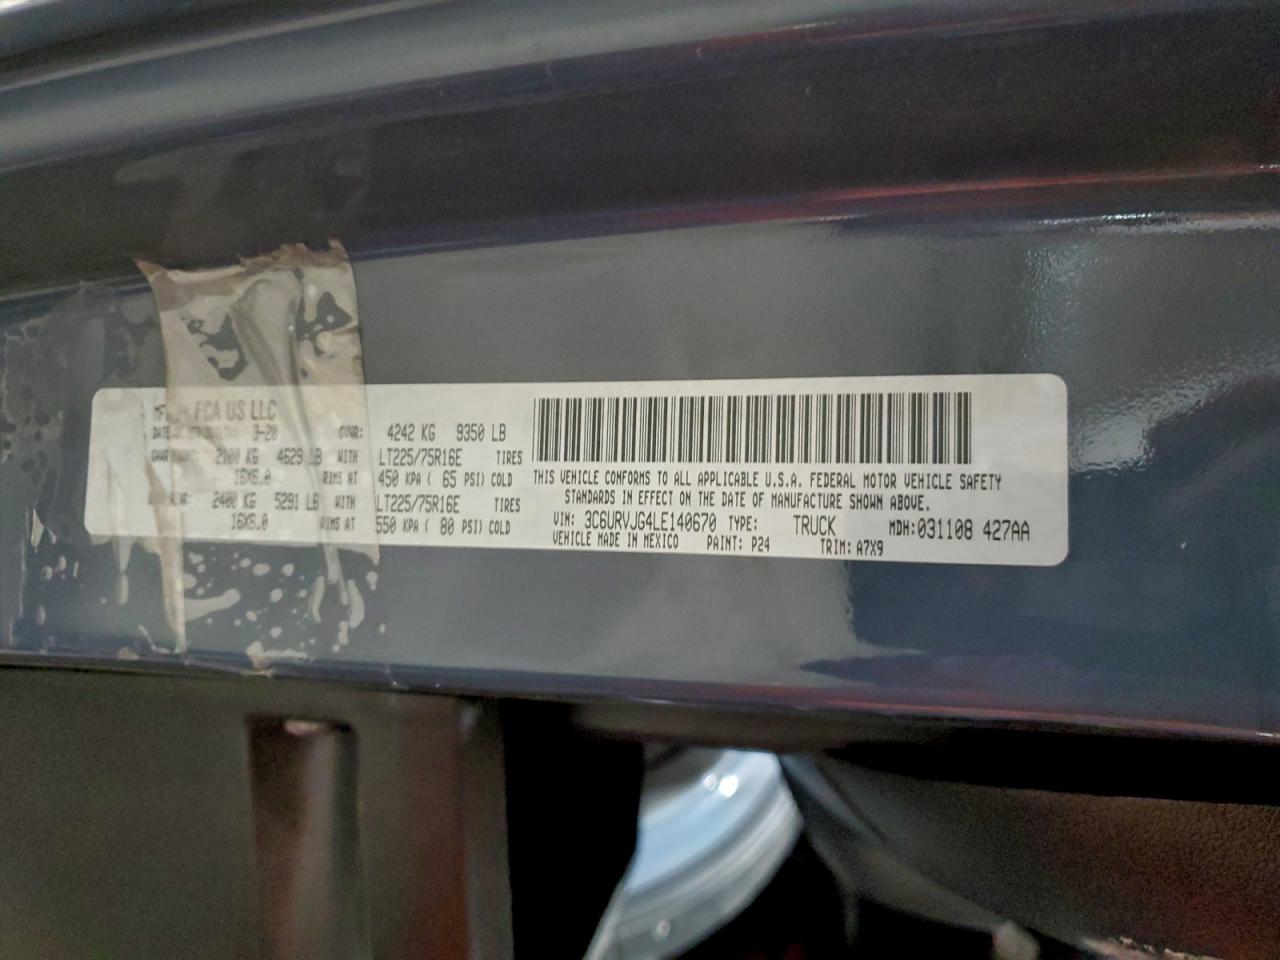 FCA US LLC
3-20 GVWR: 4242 KG 9350 LB
2100 KG 4629 LB WITH LT225/75R16E TIRES
16X6.0 RIMS AT 450 KPA ( 65 PSI) COLD
REAR: 2400 KG 5291 LB WITH LT225/75R16E TIRES
16X6.0 RIMS AT 550 KPA ( 80 PSI) COLD
THIS VEHICLE CONFORMS TO ALL APPLICABLE U.S.A. FEDERAL MOTOR VEHICLE SAFETY
STANDARDS IN EFFECT ON THE DATE OF MANUFACTURE SHOWN ABOVE.
VIN: 3C6URVJG4LE140670 TYPE: TRUCK MDH:031108 427AA
VEHICLE MADE IN MEXICO PAINT: P24 TRIM: A7X9